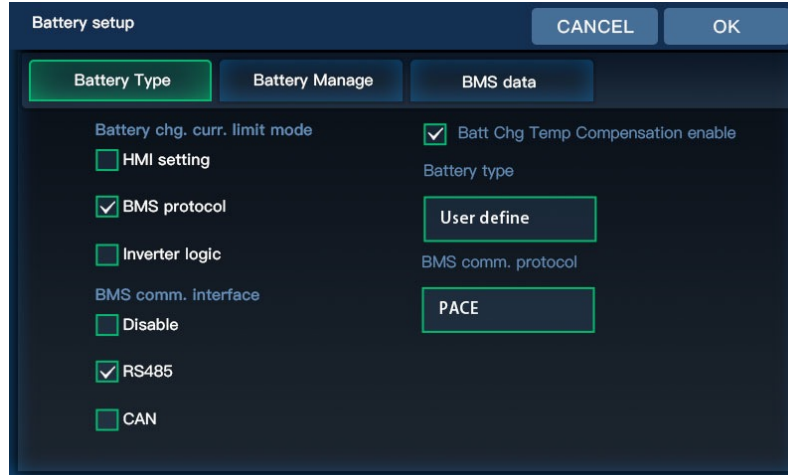 Battery setup
CANCEL
OK
Battery Type
Battery Manage
BMS data
Battery chg. curr. limit mode
HMI setting
BMS protocol
Inverter logic
BMS comm. interface
Disable
RS485
CAN
Batt Chg Temp Compensation enable
Battery type
User define
BMS comm. protocol
PACE